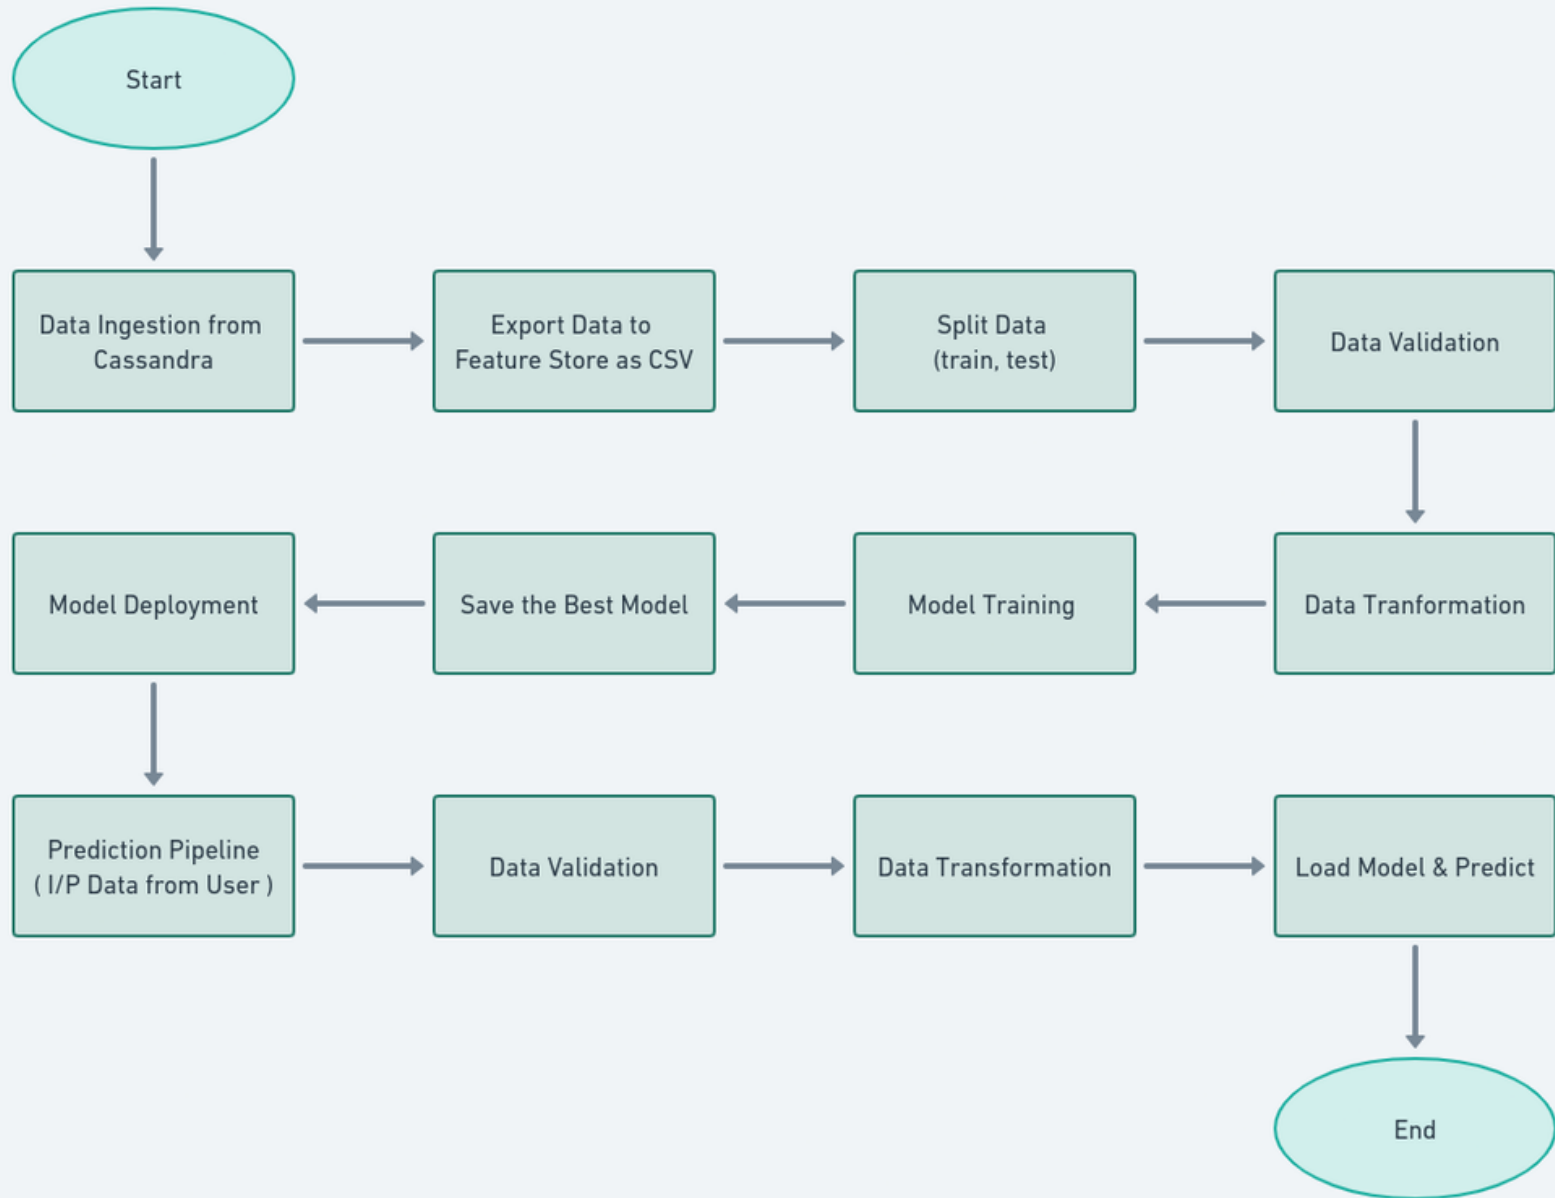 Start
Data Ingestion from
Cassandra
Export Data to
Feature Store as CSV
Split Data
(train, test)
Data Validation
Model Deployment
Save the Best Model
Model Training
Data Tranformation
Prediction Pipeline
( I/P Data from User )
Data Validation
Data Transformation
Load Model & Predict
End